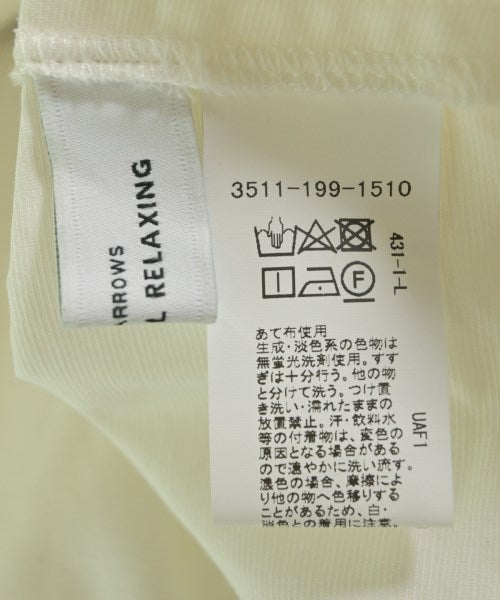 ARROWS
L RELAXING
3511-199-1510
431-1-L
F
あて布使用
生成・淡色系の色物は
無蛍光洗剤使用。すす
ぎは十分行う。他の物
と分けて洗う。つけ置
き洗い・濡れたままの
放置禁止。汗・飲料水
等の付着物は、変色の
原因となる場合がある
ので速やかに洗い流す。
濃色の場合、摩擦によ
り他の物へ色移りする
ことがあるため、白・
淡色との着用に注意。
UAF1